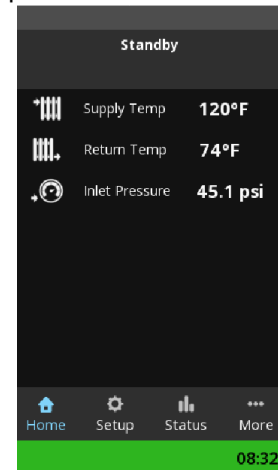 Standby
Supply Temp 120°F
Return Temp 74°F
Inlet Pressure 45.1 psi
Home Setup Status More
08:32